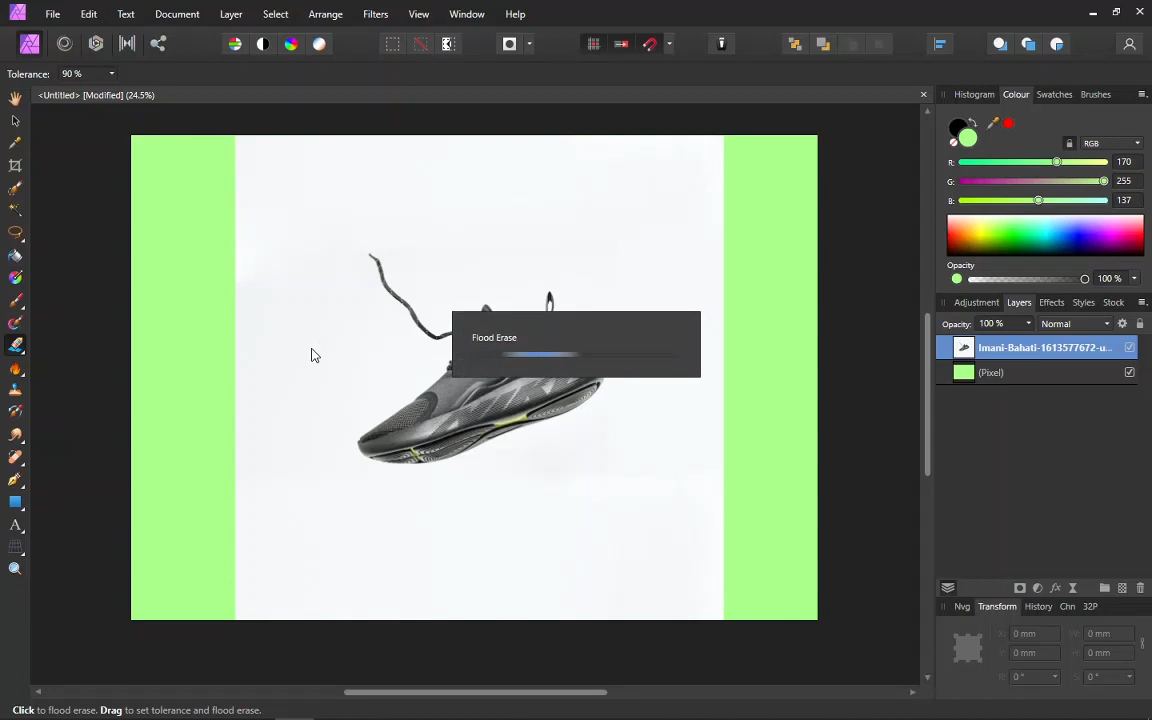 File Edit Text Document Layer Select Arrange Filters View Window Help
Tolerance: 90 %
<Untitled> [Modified] (24.5%)
Histogram Colour Swatches Brushes
RGB
R: 170
G: 255
B: 137
Opacity
100 %
Adjustment Layers Effects Styles Stock
Opacity: 100 % Normal
Imani-Bahati-1613577672-u...
(Pixel)
Flood Erase
Nvg Transform History Chn 32P
X: 0 mm W: 0 mm
Y: 0 mm H: 0 mm
R: 0 ° S: 0 °
Click to flood erase. Drag to set tolerance and flood erase.